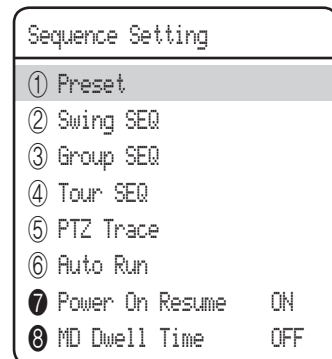 Sequence Setting
① Preset
② Swing SEQ
③ Group SEQ
④ Tour SEQ
⑤ PTZ Trace
⑥ Auto Run
❼ Power On Resume ON
❽ MD Dwell Time OFF